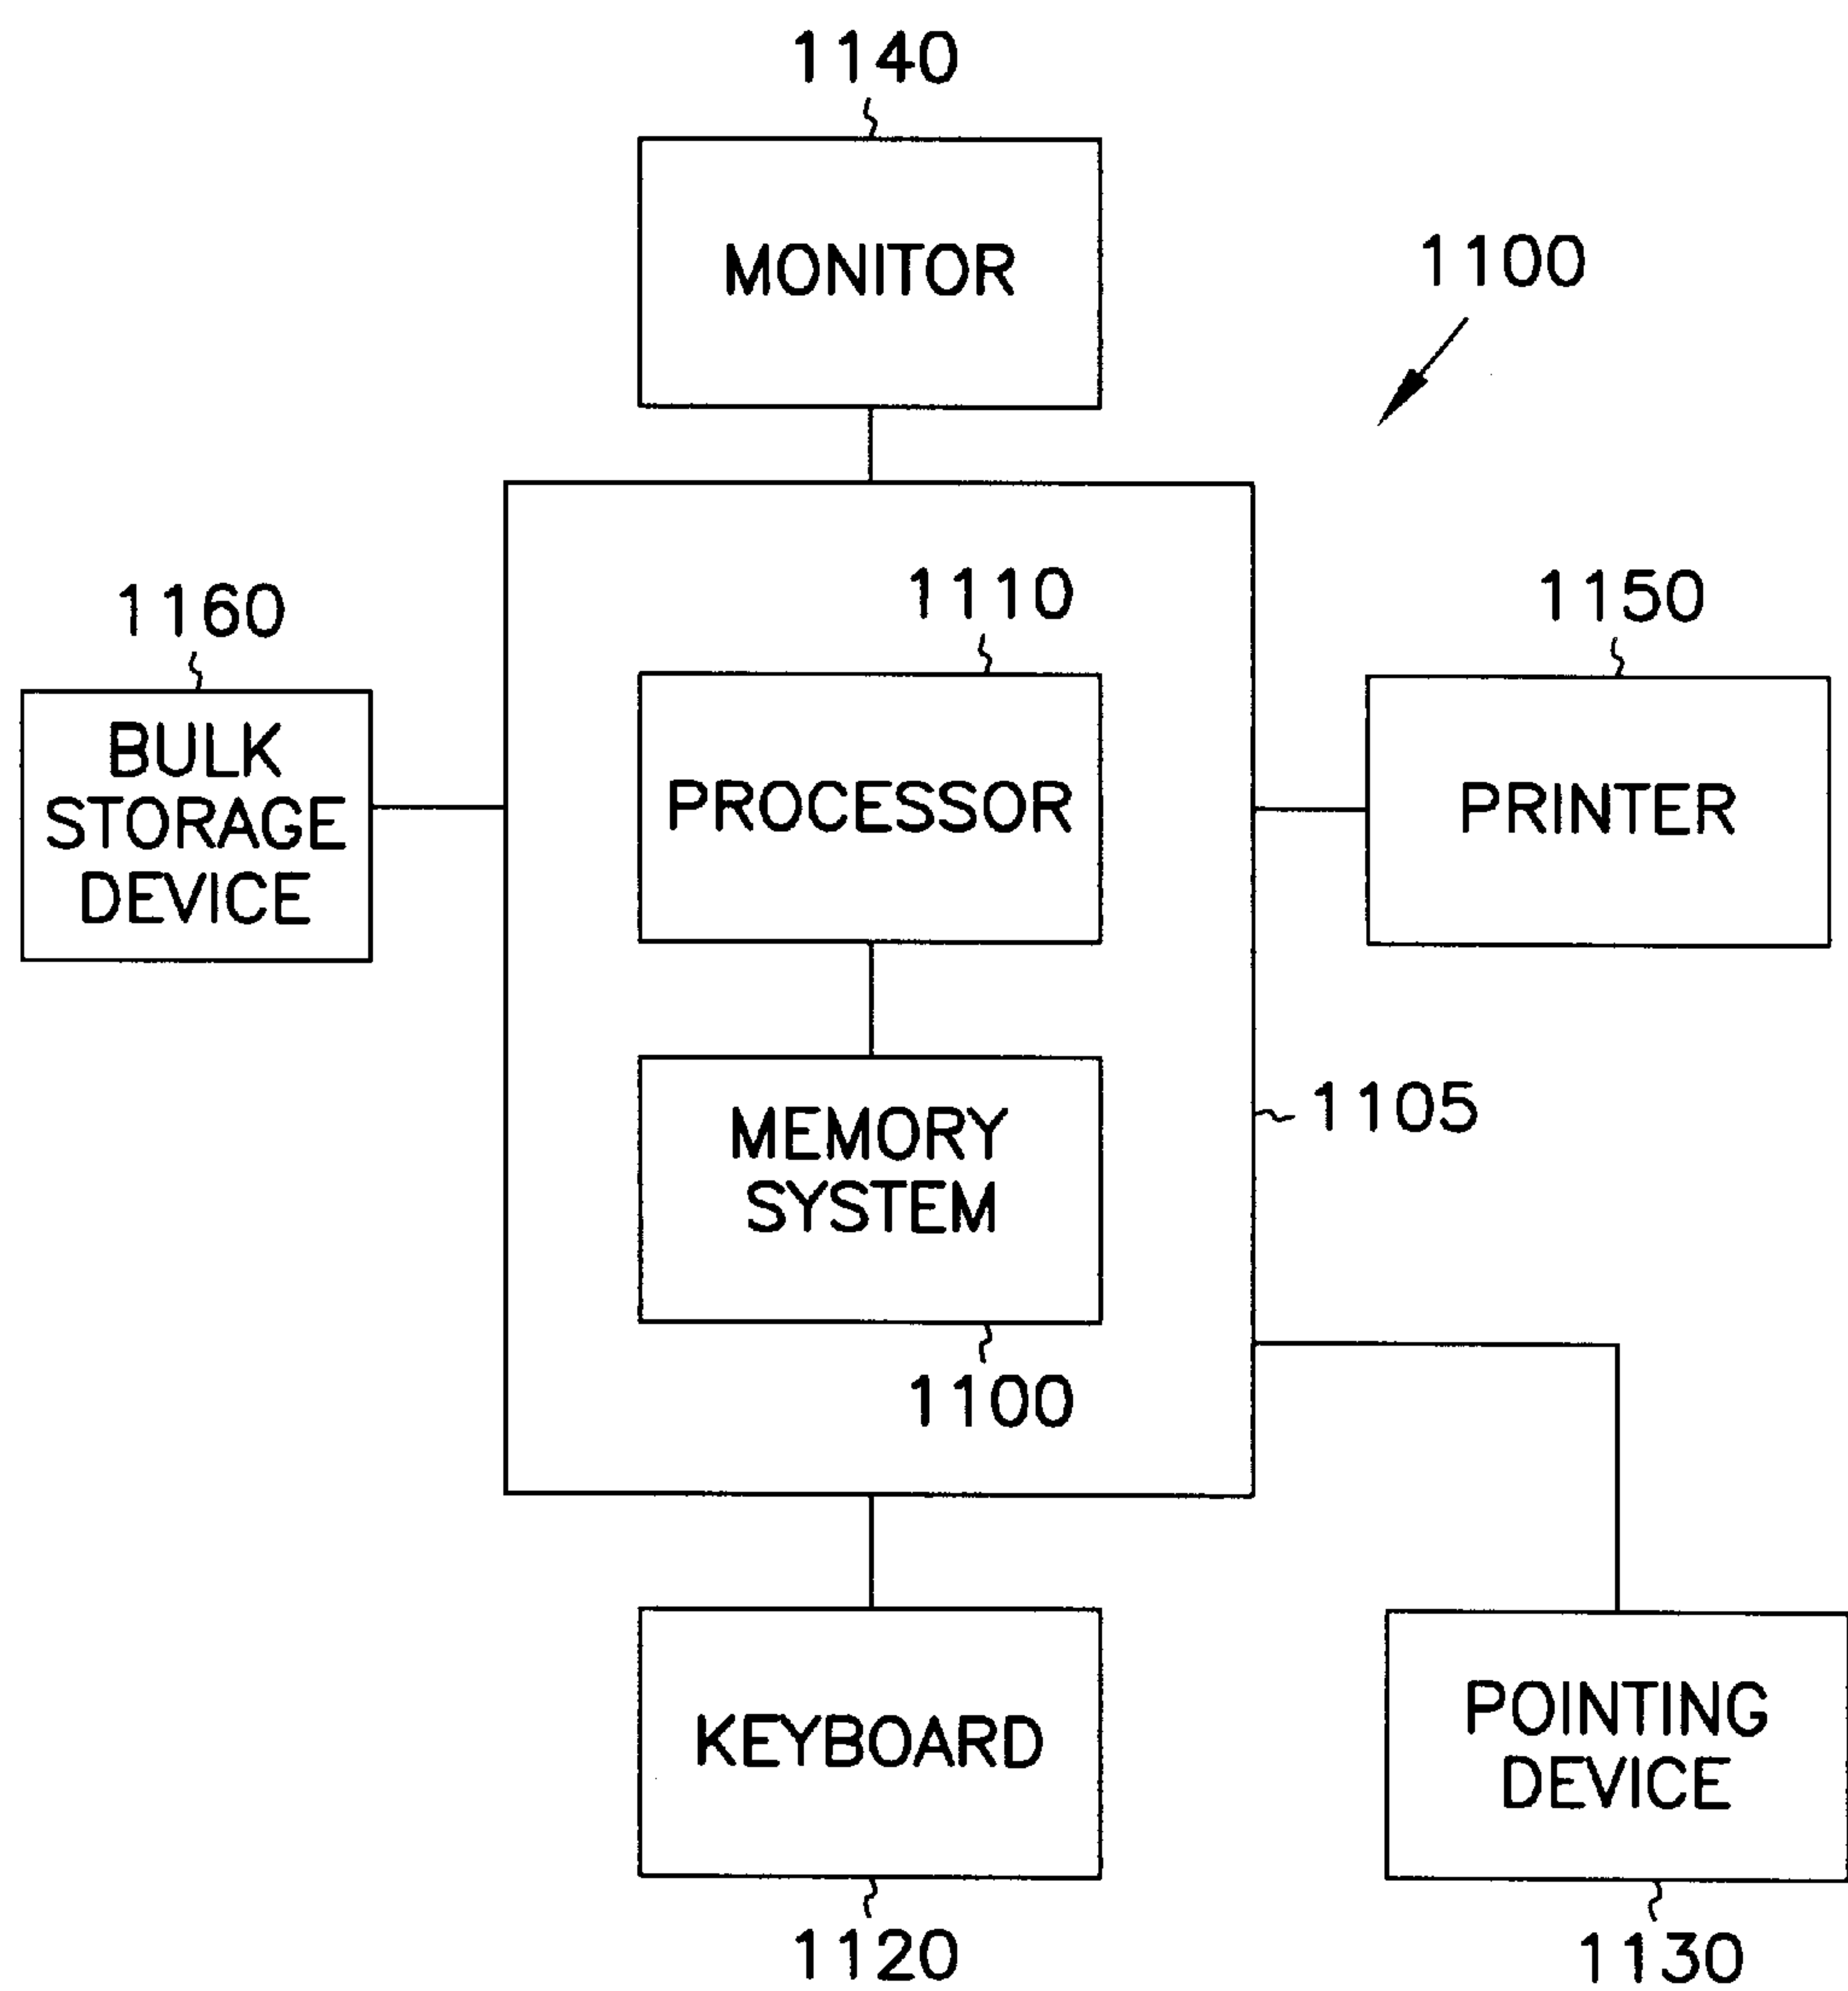 1140
MONITOR
1100
1110
1160
1150
BULK
STORAGE
DEVICE
PROCESSOR
PRINTER
MEMORY
SYSTEM
1105
1100
KEYBOARD
POINTING
DEVICE
1120
1130